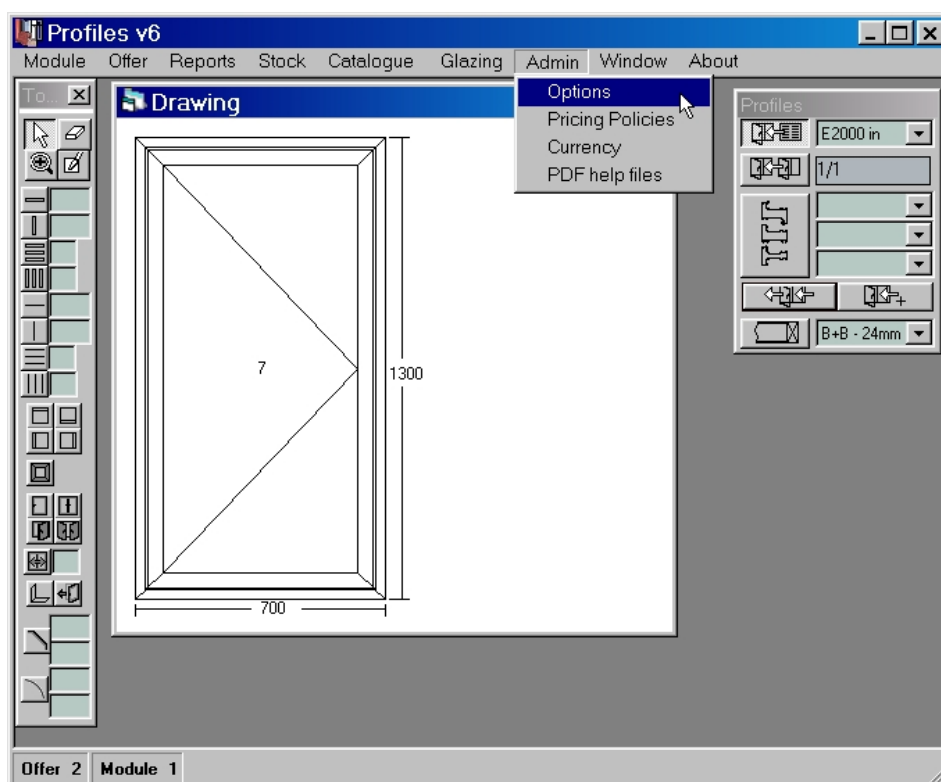 Profiles v6
Module Offer Reports Stock Catalogue Glazing Admin Window About
To...
Drawing
Options
Pricing Policies
Currency
PDF help files
Profiles
E2000 in
1/1
B+B - 24mm
7
1300
700
Offer 2 Module 1